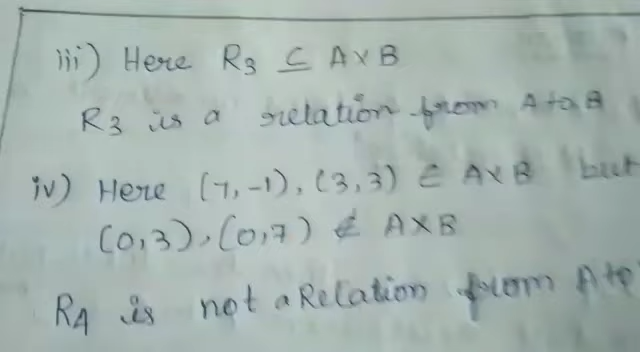 iii) Here R3 ⊆ A×B
R3 is a relation from A to B
iv) Here (7,-1), (3,3) ∈ A×B but
(0,3), (0,7) ∉ A×B
R4 is not a Relation from A to